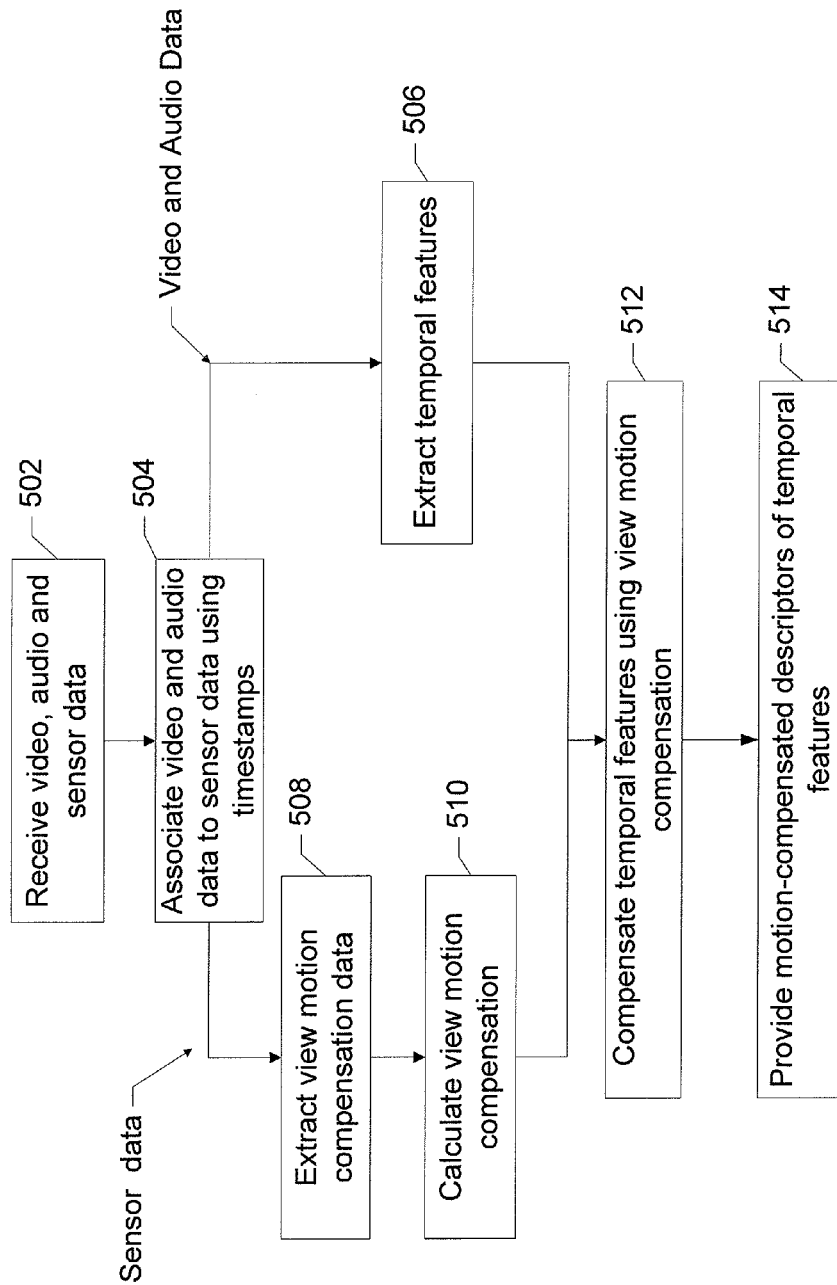 502
Receive video, audio and
sensor data
504
Associate video and audio
data to sensor data using
timestamps
Sensor data
Video and Audio Data
508
Extract view motion
compensation data
506
Extract temporal features
510
Calculate view motion
compensation
512
Compensate temporal features using view motion
compensation
514
Provide motion-compensated descriptors of temporal
features